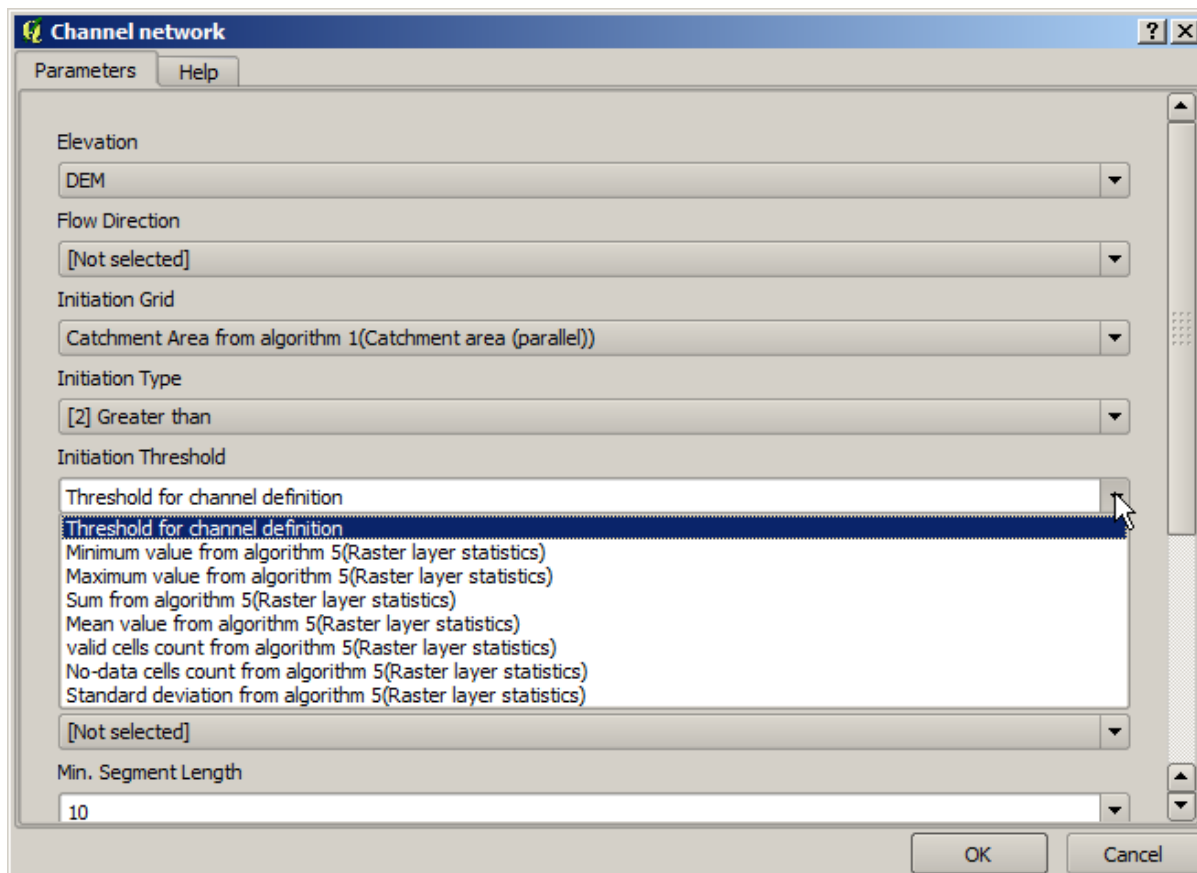 Channel network
Parameters Help
Elevation
DEM
Flow Direction
[Not selected]
Initiation Grid
Catchment Area from algorithm 1(Catchment area (parallel))
Initiation Type
[2] Greater than
Initiation Threshold
Threshold for channel definition
Threshold for channel definition
Minimum value from algorithm 5(Raster layer statistics)
Maximum value from algorithm 5(Raster layer statistics)
Sum from algorithm 5(Raster layer statistics)
Mean value from algorithm 5(Raster layer statistics)
valid cells count from algorithm 5(Raster layer statistics)
No-data cells count from algorithm 5(Raster layer statistics)
Standard deviation from algorithm 5(Raster layer statistics)
[Not selected]
Min. Segment Length
10
OK Cancel